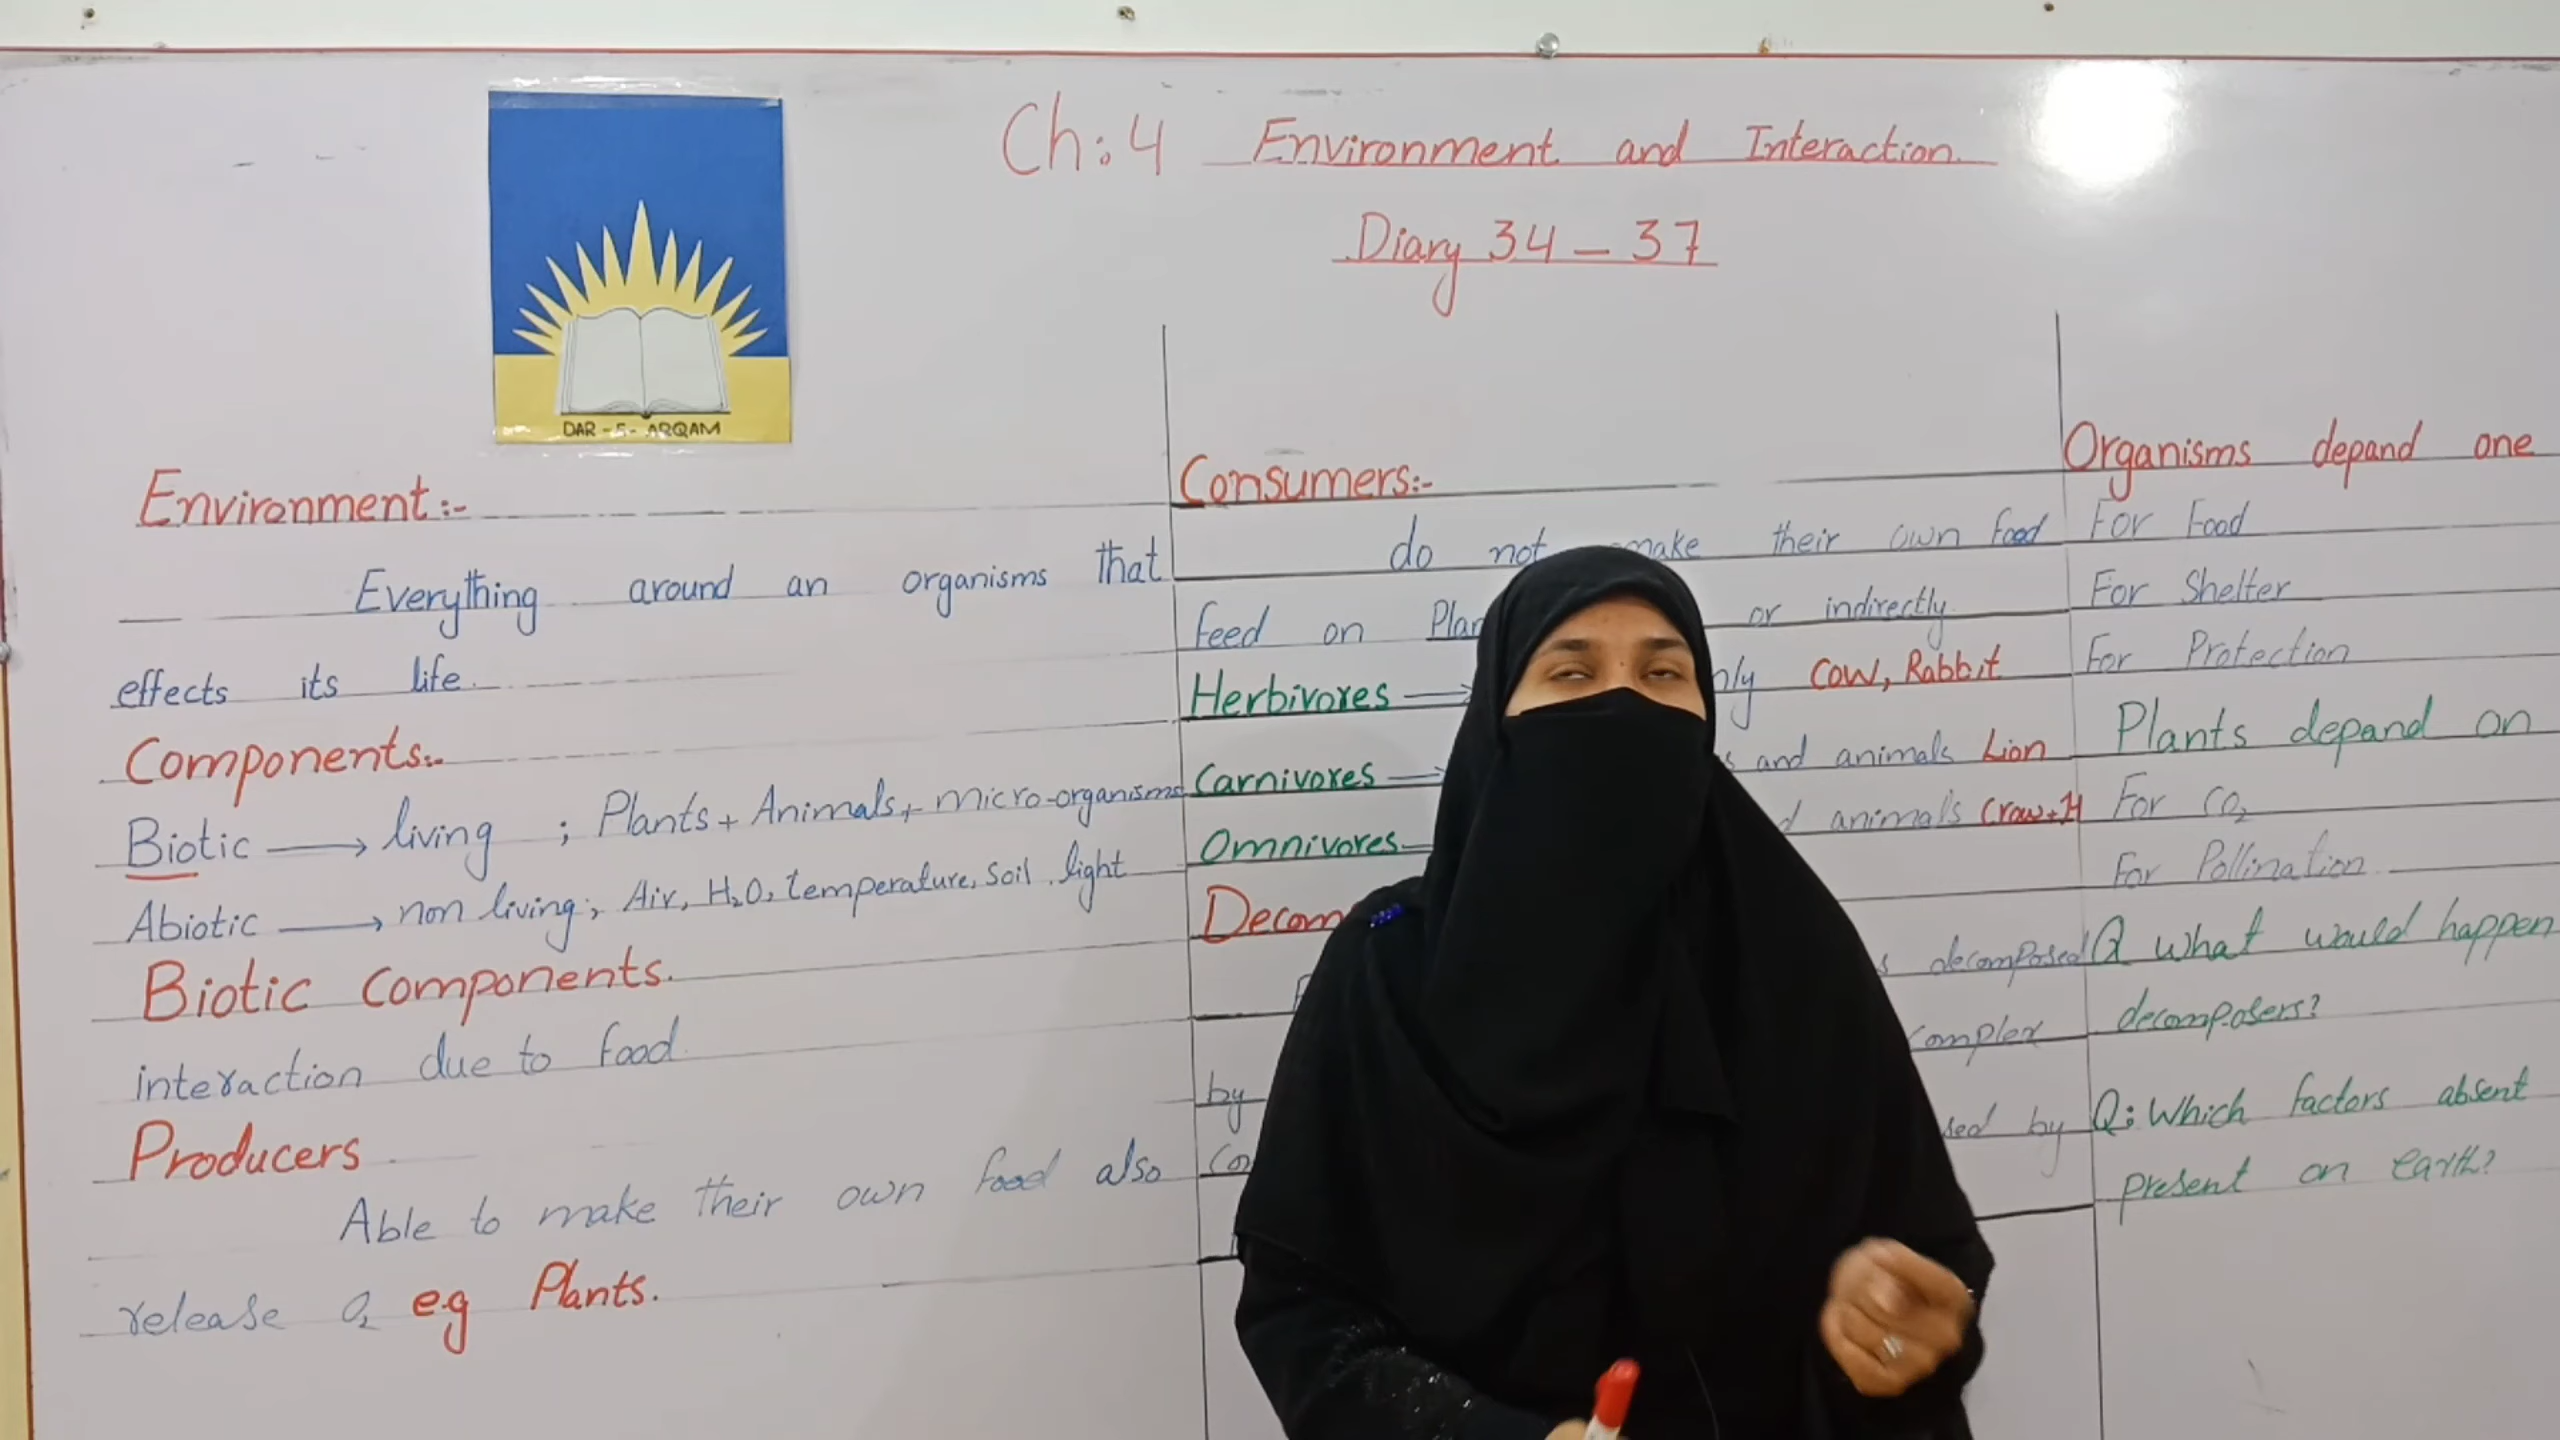 Ch:4 Environment and Interaction.
Diary 34 - 37
DAR - E - ARQAM
Environment:-
Everything around an organisms that
effects its life.
Components:-
Biotic → living ; Plants + Animals + micro-organisms
Abiotic → non living; Air, H₂O, temperature, soil, light
Biotic Components.
interaction due to food.
Producers
Able to make their own food also
release O₂ e.g Plants.
Consumers:-
do not make their own food
feed on or indirectly
Herbivores → Cow, Rabbit
Carnivores → and animals Lion
Omnivores animals Crow + H
decomposed
by complex
by
Organisms depand one
For Food
For Shelter
For Protection
Plants depand on
For CO₂
For Pollination
Q what would happen
decomposers?
Q: Which factors absent
present on earth?